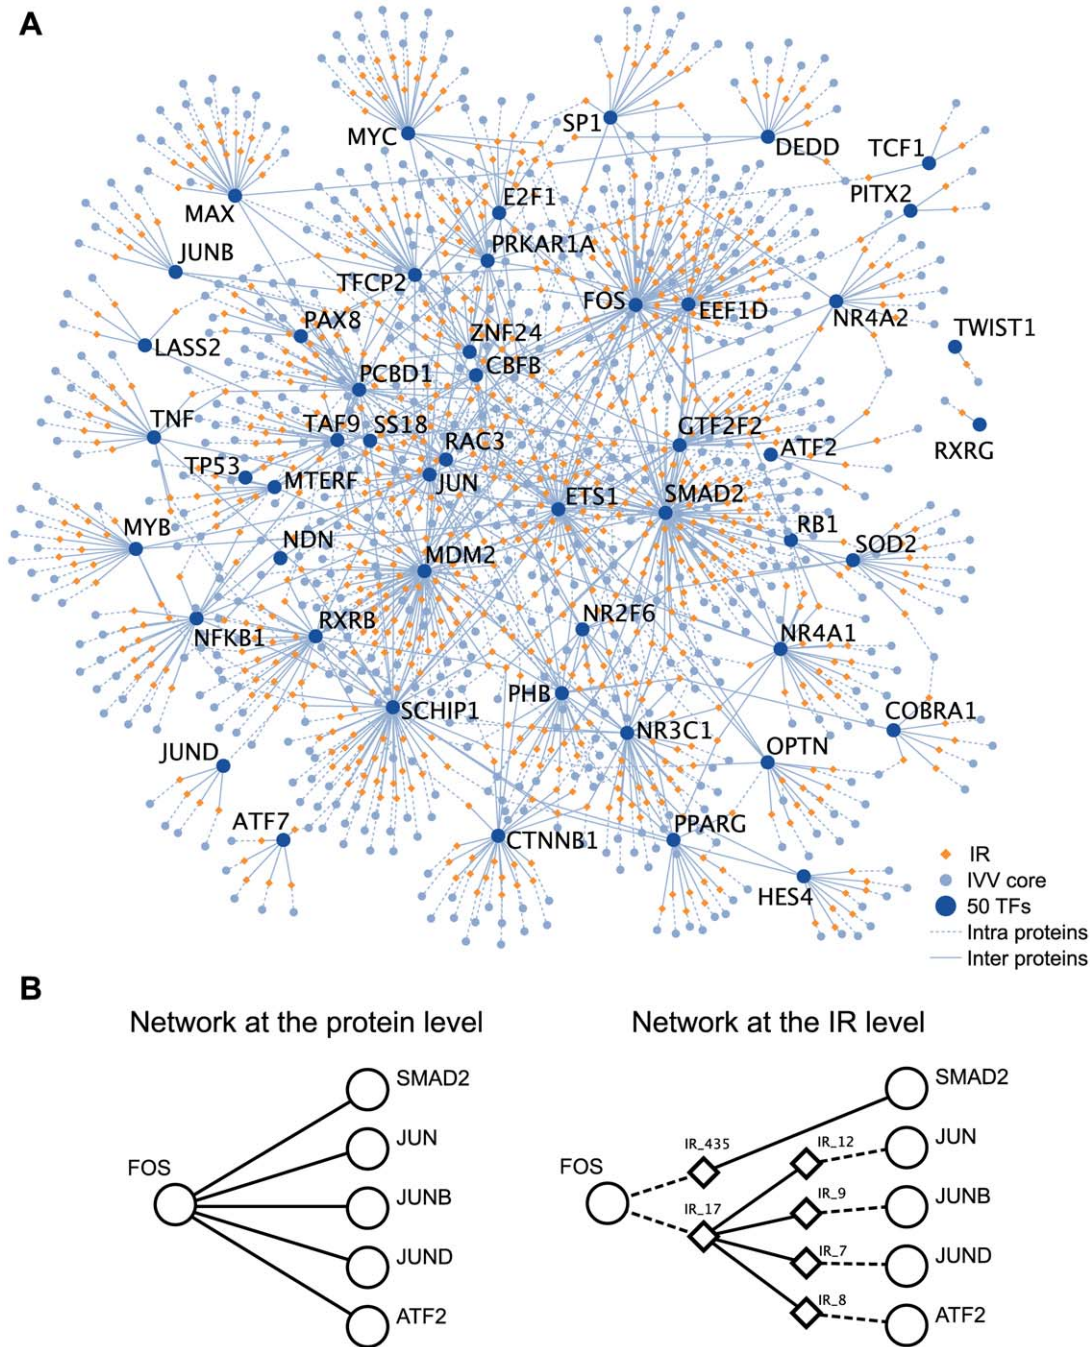 A
MYC
SP1
DEDD
TCF1
PITX2
MAX
E2F1
JUNB
PRKAR1A
TFCP2
FOS
EEF1D
NR4A2
TWIST1
PAX8
ZNF24
LASS2
CBFB
PCBD1
TNF
TAF9
SS18
RAC3
GTF2F2
ATF2
RXRG
TP53
MTERF
JUN
ETS1
SMAD2
MYB
NDN
MDM2
RB1
SOD2
NFKB1
RXRB
NR2F6
NR4A1
SCHIP1
PHB
NR3C1
COBRA1
JUND
OPTN
ATF7
CTNNB1
PPARG
HES4
IR
IVV core
50 TFs
Intra proteins
Inter proteins
B
Network at the protein level
FOS
SMAD2
JUN
JUNB
JUND
ATF2
Network at the IR level
FOS
IR_435
IR_17
IR_12
IR_9
IR_7
IR_8
SMAD2
JUN
JUNB
JUND
ATF2